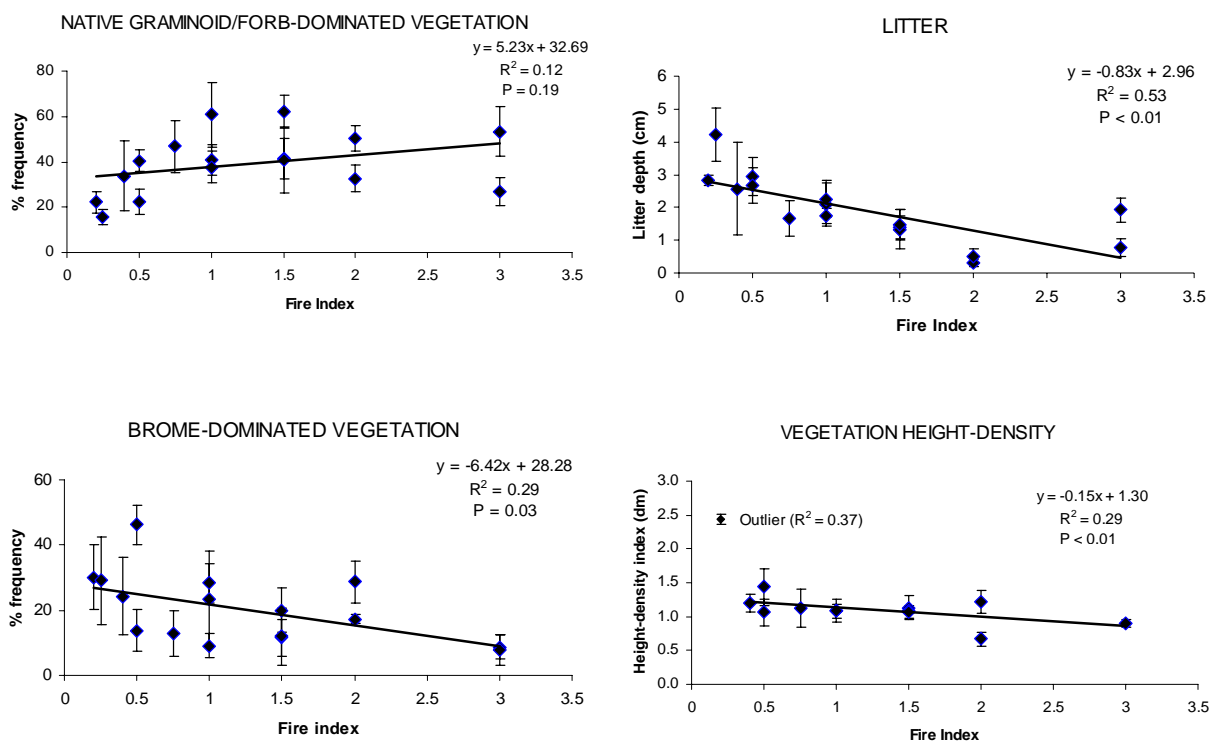 NATIVE GRAMINOID/FORB-DOMINATED VEGETATION
y = 5.23x + 32.69
R² = 0.12
P = 0.19
% frequency
80
60
40
20
0
0 0.5 1 1.5 2 2.5 3 3.5
Fire Index
LITTER
y = -0.83x + 2.96
R² = 0.53
P < 0.01
Litter depth (cm)
6
5
4
3
2
1
0
0 0.5 1 1.5 2 2.5 3 3.5
Fire Index
BROME-DOMINATED VEGETATION
y = -6.42x + 28.28
R² = 0.29
P = 0.03
% frequency
60
40
20
0
0 0.5 1 1.5 2 2.5 3 3.5
Fire index
VEGETATION HEIGHT-DENSITY
y = -0.15x + 1.30
R² = 0.29
P < 0.01
Outlier (R² = 0.37)
Height-density index (dm)
3.0
2.5
2.0
1.5
1.0
0.5
0.0
0 0.5 1 1.5 2 2.5 3 3.5
Fire Index